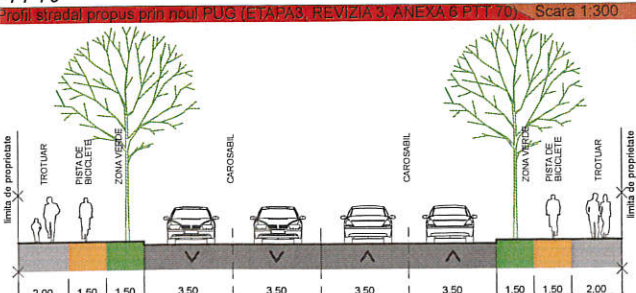 Profil stradal propus prin noul PUG (ETAPA3, REVIZIA 3, ANEXA 6 PTT 70) Scara 1:300
limita de proprietate
TROTUAR
PISTA DE
BICICLETE
ZONA VERDE
CAROSABIL
CAROSABIL
ZONA VERDE
PISTA DE
BICICLETE
TROTUAR
limita de proprietate
2.00 1.50 1.50 3.50 3.50 3.50 3.50 1.50 1.50 2.00